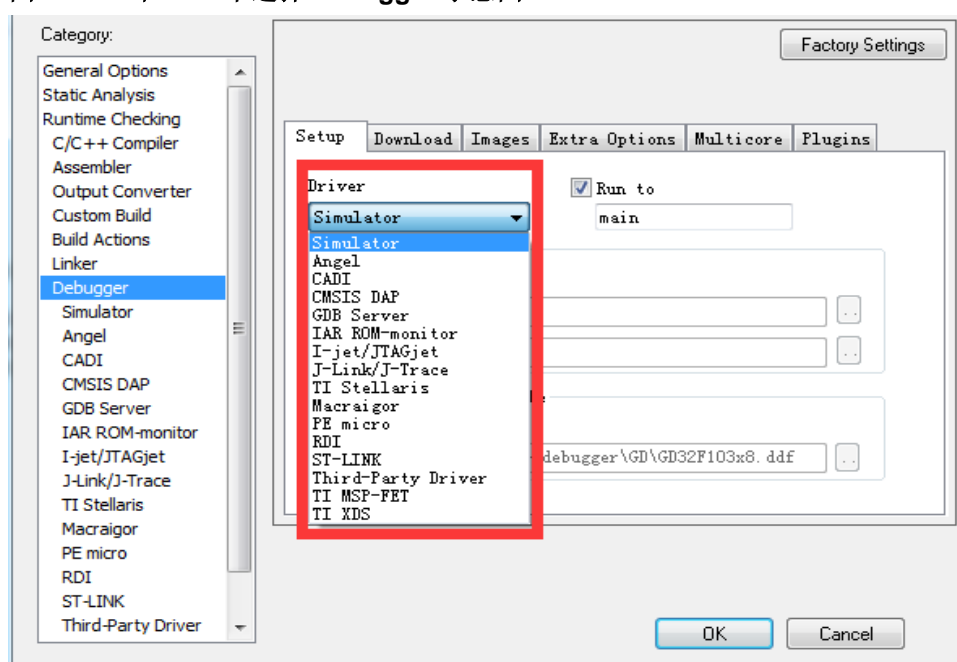 Category:
Factory Settings
General Options
Static Analysis
Runtime Checking
C/C++ Compiler
Assembler
Output Converter
Custom Build
Build Actions
Linker
Debugger
Simulator
Angel
CADI
CMSIS DAP
GDB Server
IAR ROM-monitor
I-jet/JTAGjet
J-Link/J-Trace
TI Stellaris
Macraigor
PE micro
RDI
ST-LINK
Third-Party Driver
Setup Download Images Extra Options Multicore Plugins
Driver
Run to
Simulator
main
Simulator
Angel
CADI
CMSIS DAP
GDB Server
IAR ROM-monitor
I-jet/JTAGjet
J-Link/J-Trace
TI Stellaris
Macraigor
PE micro
RDI
ST-LINK
Third-Party Driver
TI MSP-FET
TI XDS
debugger\GD\GD32F103x8.ddf
..
..
..
OK Cancel